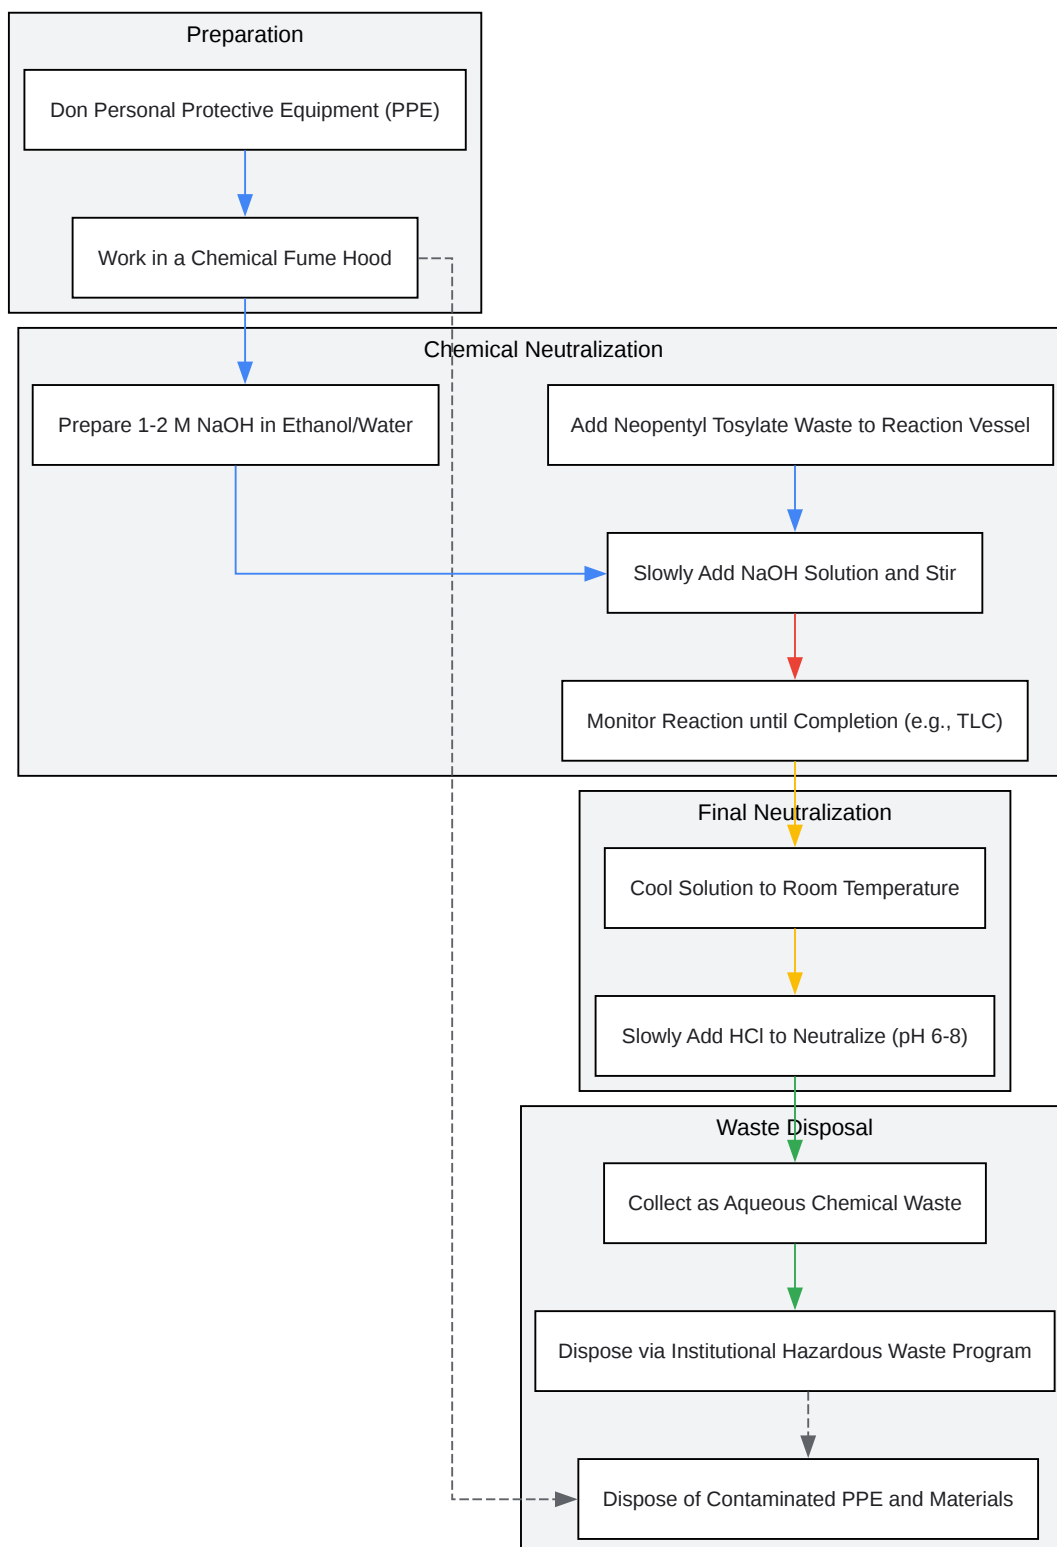 Preparation
Don Personal Protective Equipment (PPE)
Work in a Chemical Fume Hood
Chemical Neutralization
Prepare 1-2 M NaOH in Ethanol/Water
Add Neopentyl Tosylate Waste to Reaction Vessel
Slowly Add NaOH Solution and Stir
Monitor Reaction until Completion (e.g., TLC)
Final Neutralization
Cool Solution to Room Temperature
Slowly Add HCl to Neutralize (pH 6-8)
Waste Disposal
Collect as Aqueous Chemical Waste
Dispose via Institutional Hazardous Waste Program
Dispose of Contaminated PPE and Materials